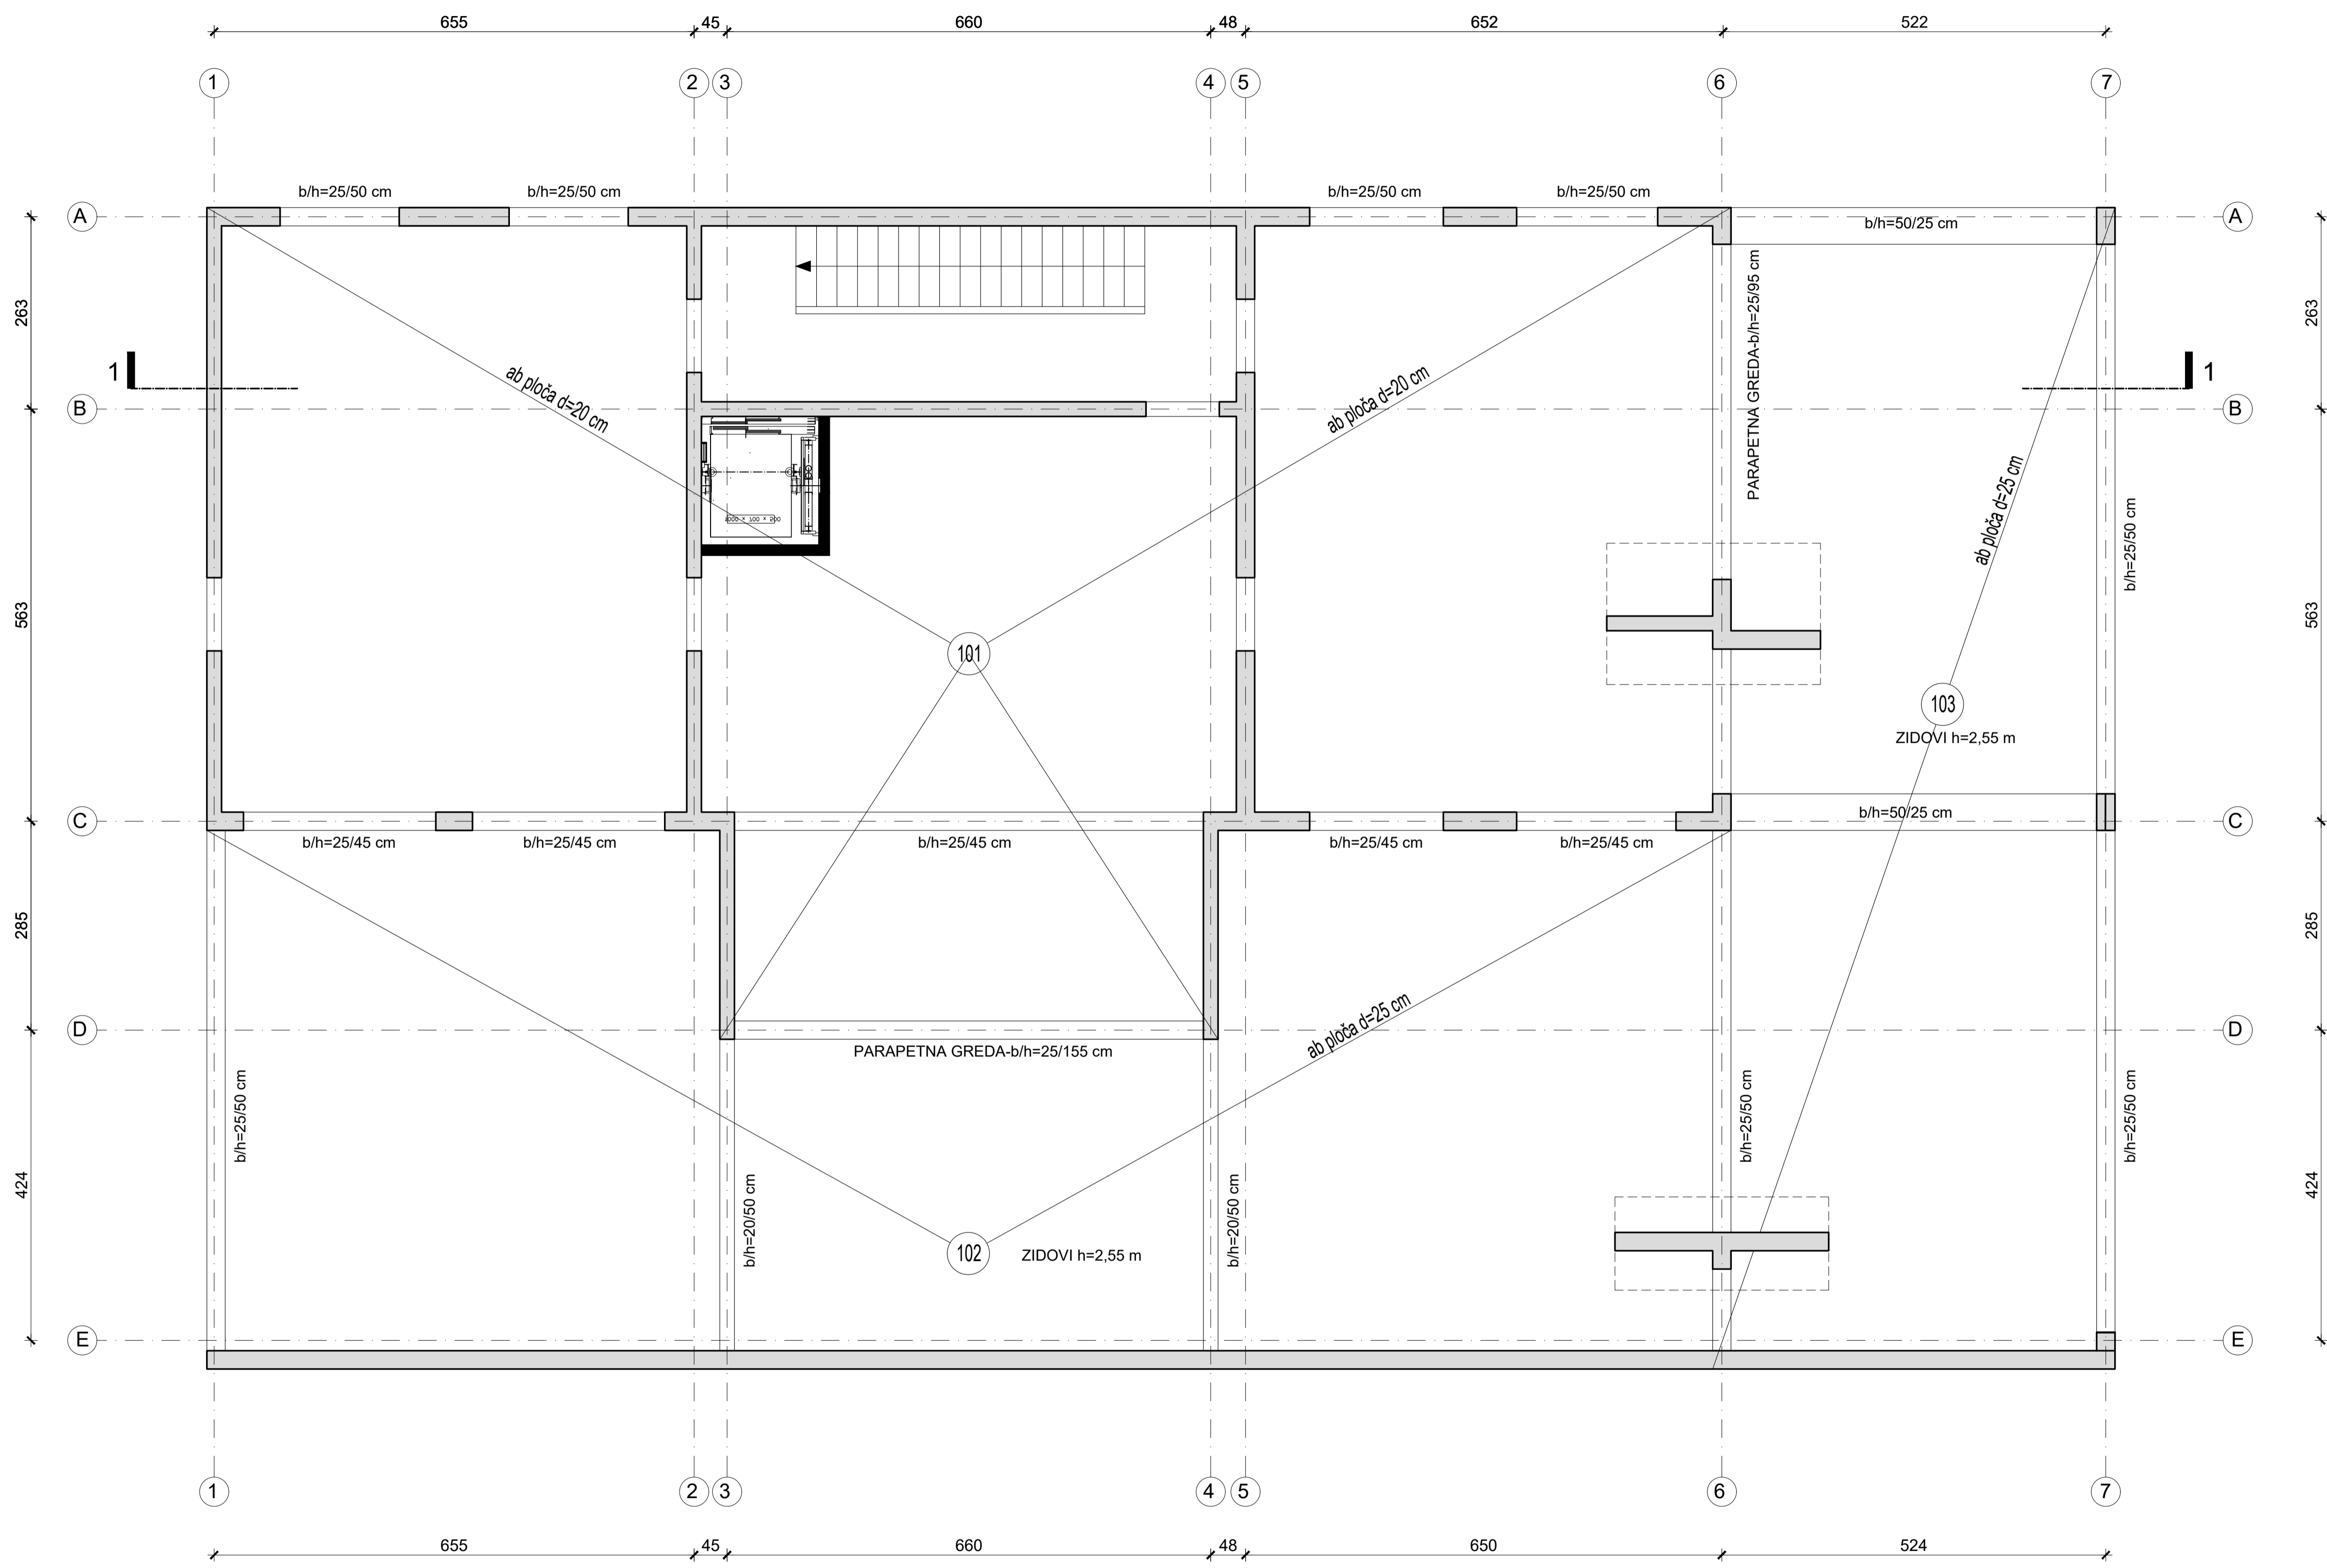 655 45 660 48 652 522
1 2 3 4 5 6 7
b/h=25/50 cm b/h=25/50 cm b/h=25/50 cm b/h=25/50 cm
A A
b/h=50/25 cm
PARAPETNA GREDA-b/h=25/95 cm
263 263
1 1
ab ploča d=20 cm
ab ploča d=20 cm
B B
ab ploča d=25 cm
b/h=25/50 cm
563 563
101
103
ZIDOVI h=2,55 m
b/h=50/25 cm
C C
b/h=25/45 cm b/h=25/45 cm b/h=25/45 cm b/h=25/45 cm b/h=25/45 cm
285 285
D D
ab ploča d=25 cm
PARAPETNA GREDA-b/h=25/155 cm
b/h=25/50 cm
b/h=25/50 cm
b/h=25/50 cm
424 424
b/h=20/50 cm
b/h=20/50 cm
102
ZIDOVI h=2,55 m
E E
1 2 3 4 5 6 7
655 45 660 48 650 524